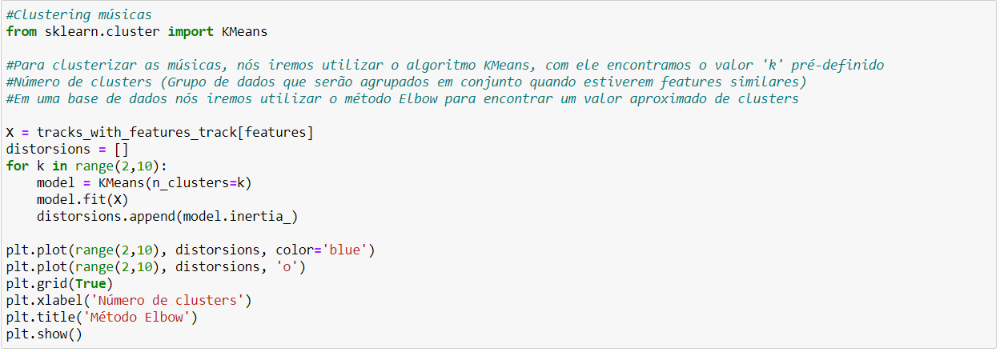 #Clustering músicas
from sklearn.cluster import KMeans
#Para clusterizar as músicas, nós iremos utilizar o algoritmo KMeans, com ele encontramos o valor 'k' pré-definido
#Número de clusters (Grupo de dados que serão agrupados em conjunto quando estiverem features similares)
#Em uma base de dados nós iremos utilizar o método Elbow para encontrar um valor aproximado de clusters
X = tracks_with_features_track[features]
distorsions = []
for k in range(2,10):
    model = KMeans(n_clusters=k)
    model.fit(X)
    distorsions.append(model.inertia_)
plt.plot(range(2,10), distorsions, color='blue')
plt.plot(range(2,10), distorsions, 'o')
plt.grid(True)
plt.xlabel('Número de clusters')
plt.title('Método Elbow')
plt.show()